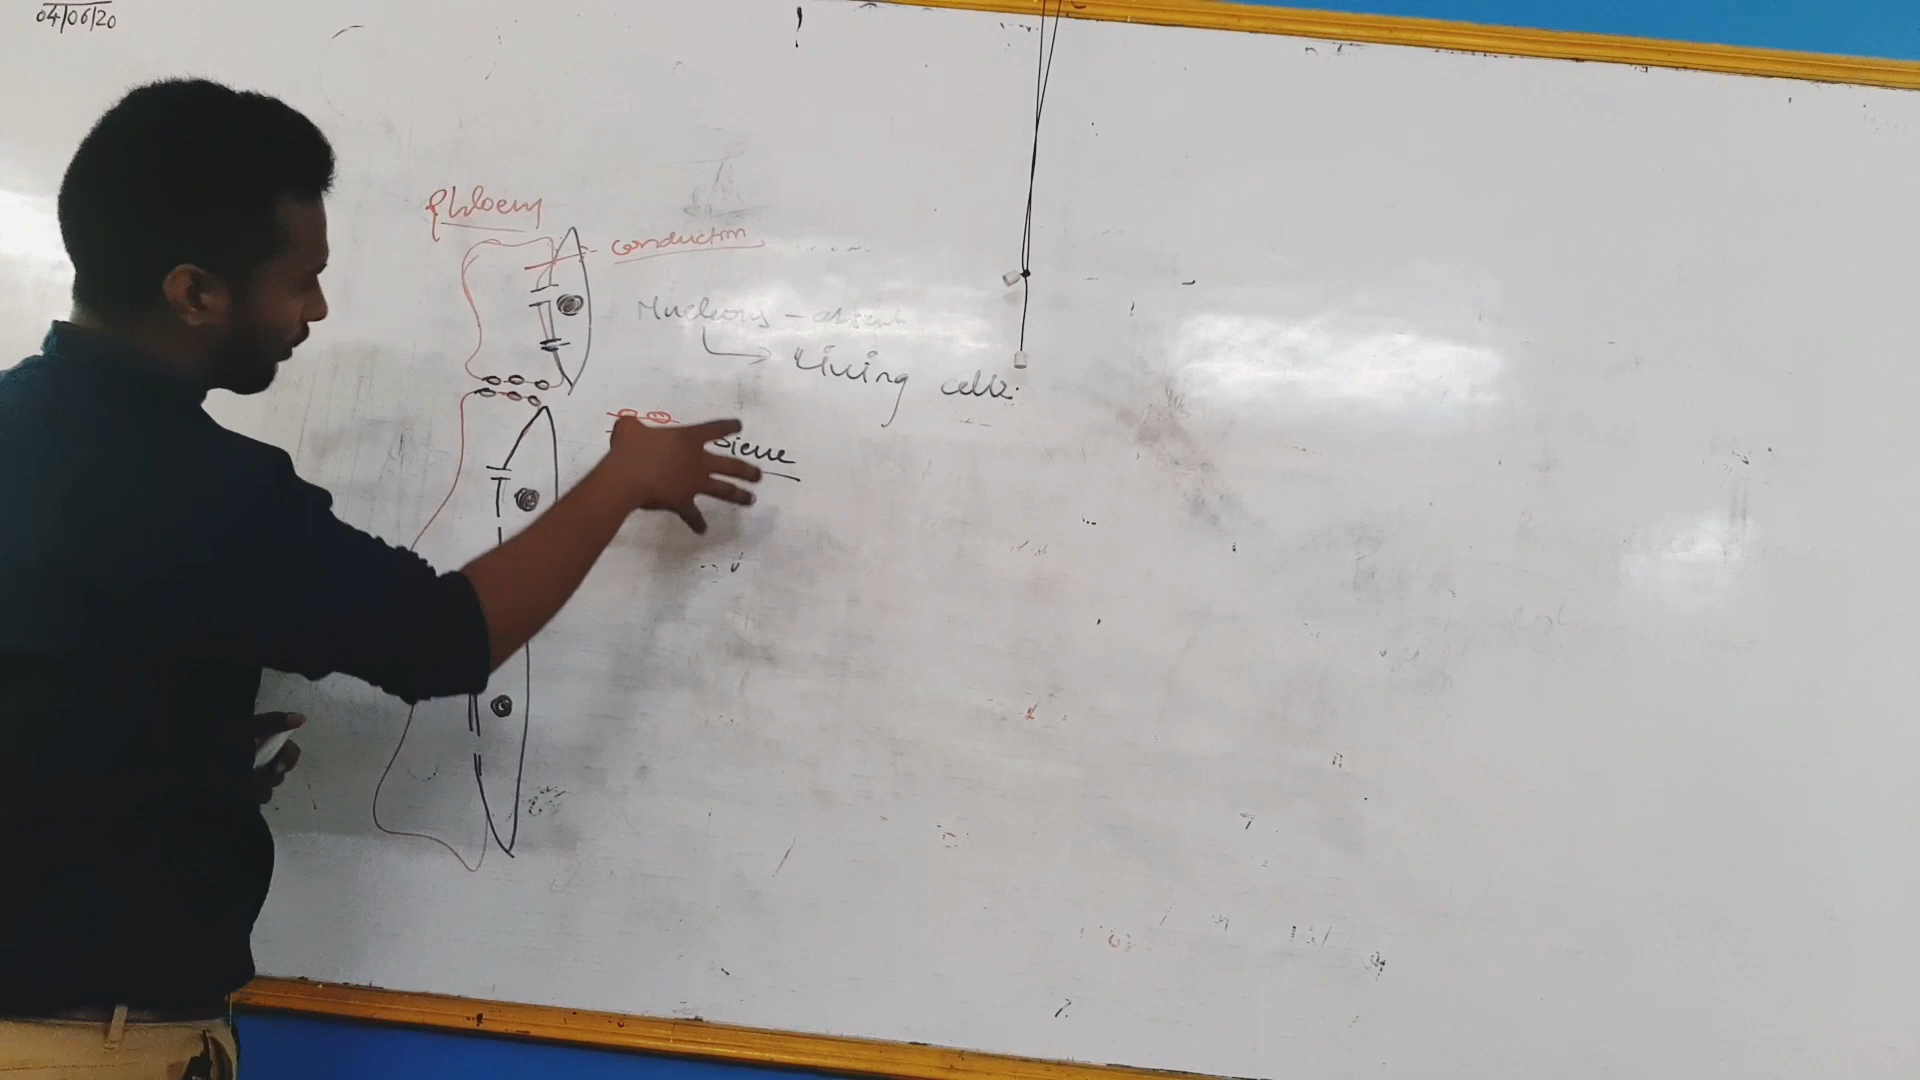 04/06/20
Phloem
Conduction
Nucleus - absent
Living cells.
Sieve